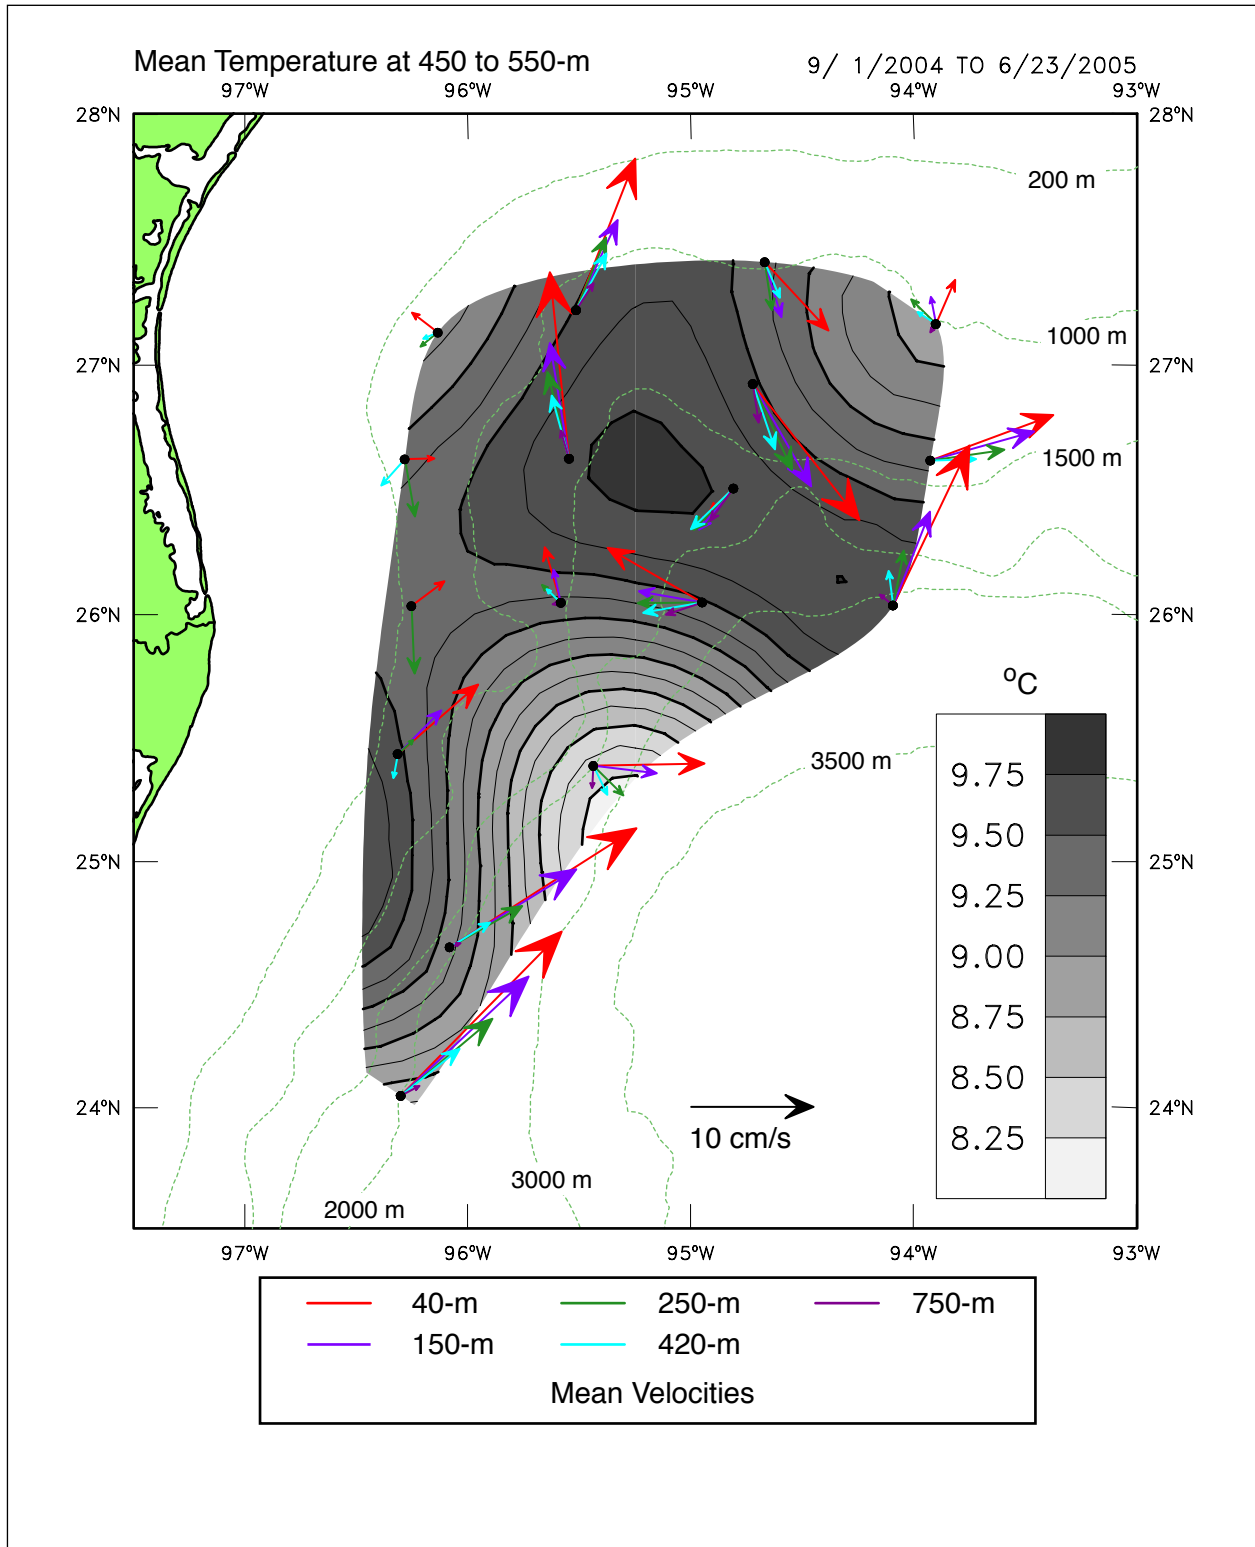 Mean Temperature at 450 to 550-m
9/ 1/2004 TO 6/23/2005
97°W 96°W 95°W 94°W 93°W
28°N 28°N
200 m
1000 m
27°N 27°N
1500 m
26°N 26°N
°C
3500 m
9.75
9.50
25°N 25°N
9.25
9.00
8.75
8.50
24°N 24°N
10 cm/s
8.25
3000 m
2000 m
97°W 96°W 95°W 94°W 93°W
40-m 250-m 750-m
150-m 420-m
Mean Velocities